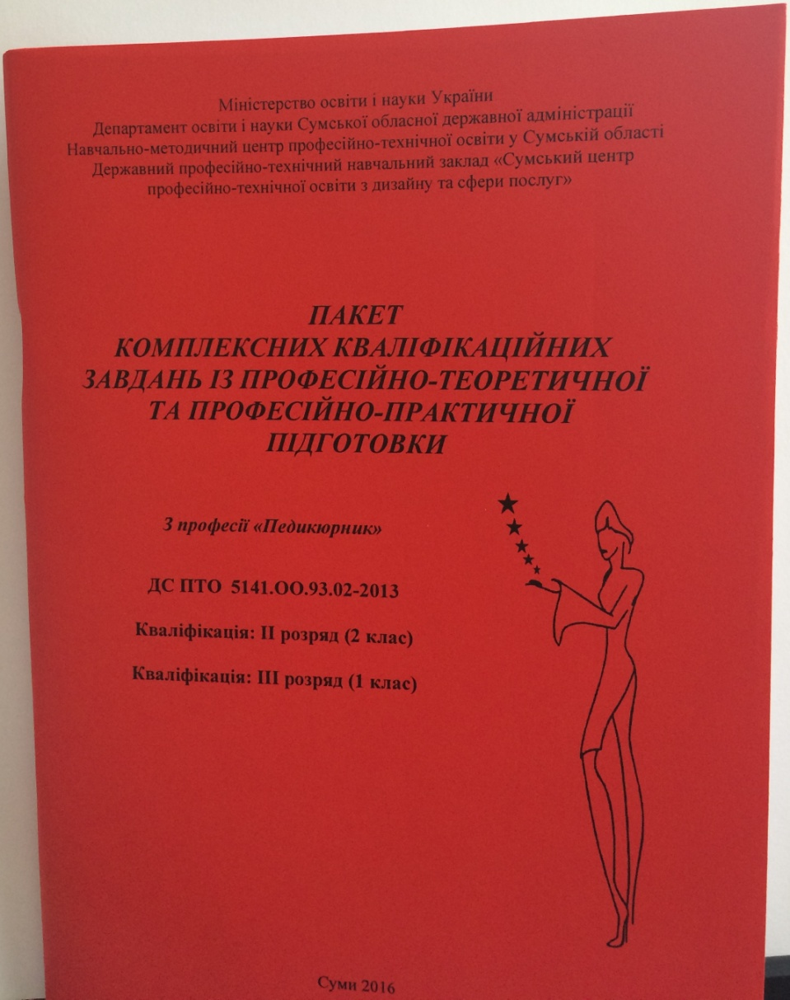 Міністерство освіти і науки України
Департамент освіти і науки Сумської обласної державної адміністрації
Навчально-методичний центр професійно-технічної освіти у Сумській області
Державний професійно-технічний навчальний заклад «Сумський центр
професійно-технічної освіти з дизайну та сфери послуг»
ПАКЕТ
КОМПЛЕКСНИХ КВАЛІФІКАЦІЙНИХ
ЗАВДАНЬ ІЗ ПРОФЕСІЙНО-ТЕОРЕТИЧНОЇ
ТА ПРОФЕСІЙНО-ПРАКТИЧНОЇ
ПІДГОТОВКИ
З професії «Педикюрник»
ДС ПТО 5141.ОО.93.02-2013
Кваліфікація: ІІ розряд (2 клас)
Кваліфікація: ІІІ розряд (1 клас)
Суми 2016